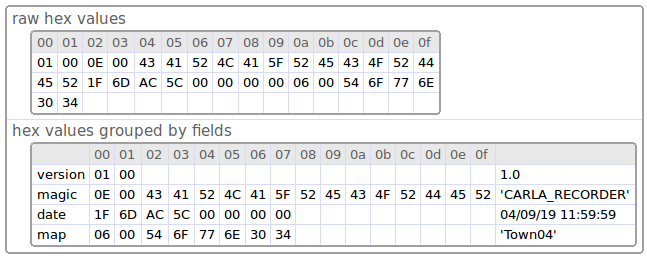 raw hex values
00 01 02 03 04 05 06 07 08 09 0a 0b 0c 0d 0e 0f
01 00 0E 00 43 41 52 4C 41 5F 52 45 43 4F 52 44
45 52 1F 6D AC 5C 00 00 00 00 06 00 54 6F 77 6E
30 34
hex values grouped by fields
00 01 02 03 04 05 06 07 08 09 0a 0b 0c 0d 0e 0f
version 01 00 1.0
magic 0E 00 43 41 52 4C 41 5F 52 45 43 4F 52 44 45 52 'CARLA_RECORDER'
date 1F 6D AC 5C 00 00 00 00 04/09/19 11:59:59
map 06 00 54 6F 77 6E 30 34 'Town04'